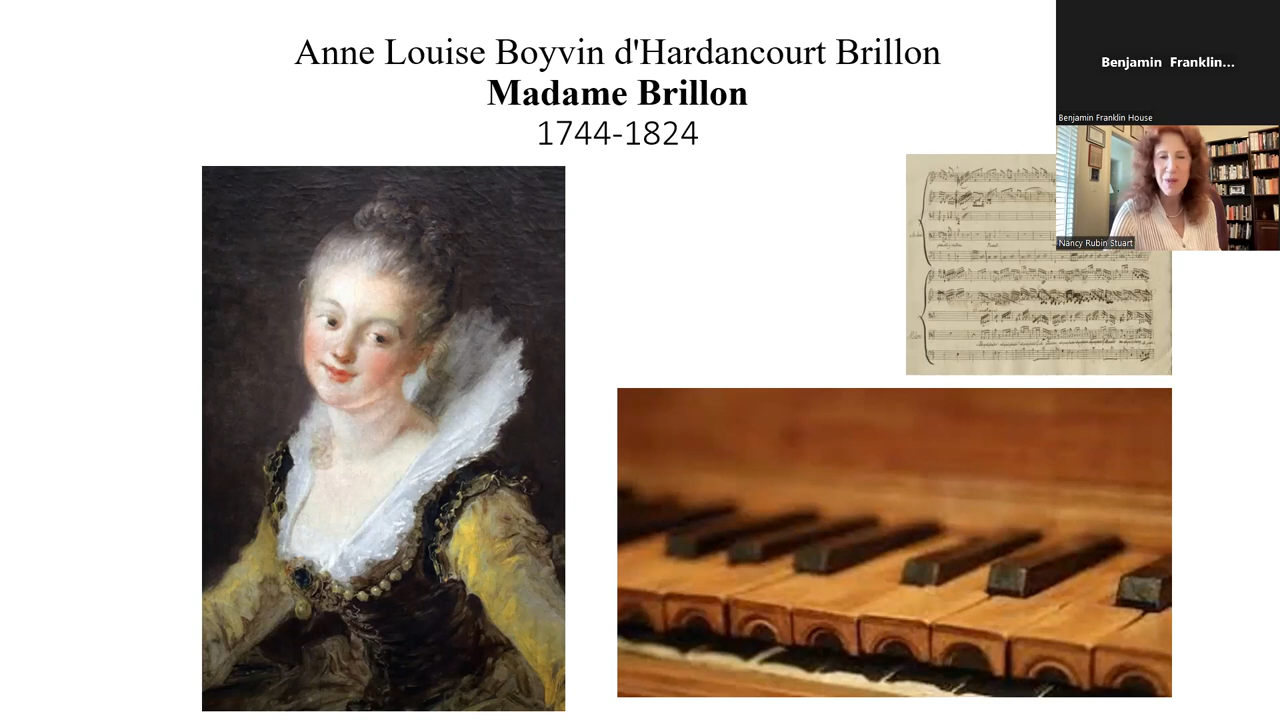 Anne Louise Boyvin d'Hardancourt Brillon
Madame Brillon
1744-1824
Benjamin Franklin...
Benjamin Franklin House
Nancy Rubin Stuart